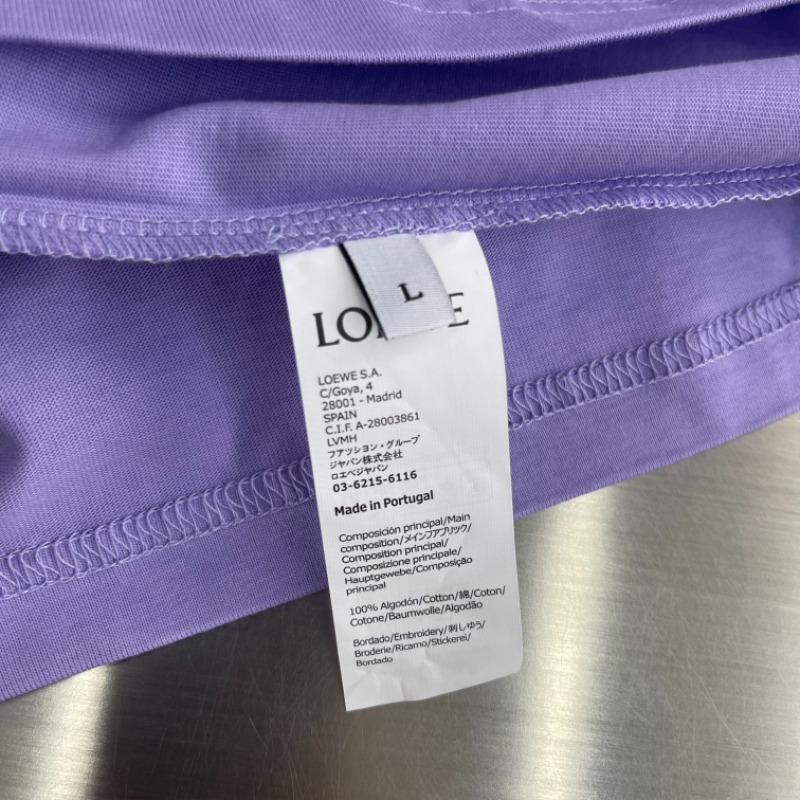 L
LOEWE
LOEWE S.A.
C/Goya, 4
28001 - Madrid
SPAIN
C.I.F. A-28003861
LVMH
ファッション・グループ
ジャパン株式会社
ロエベジャパン
03-6215-6116
Made in Portugal
Composición principal/Main
composition/メインファブリック/
Composition principal/
Composizione principale/
Hauptgewebe/Composição
principal
100% Algodón/Cotton/綿/Coton/
Cotone/Baumwolle/Algodão
Bordado/Embroidery/刺しゅう/
Broderie/Ricamo/Stickerei/
Bordado